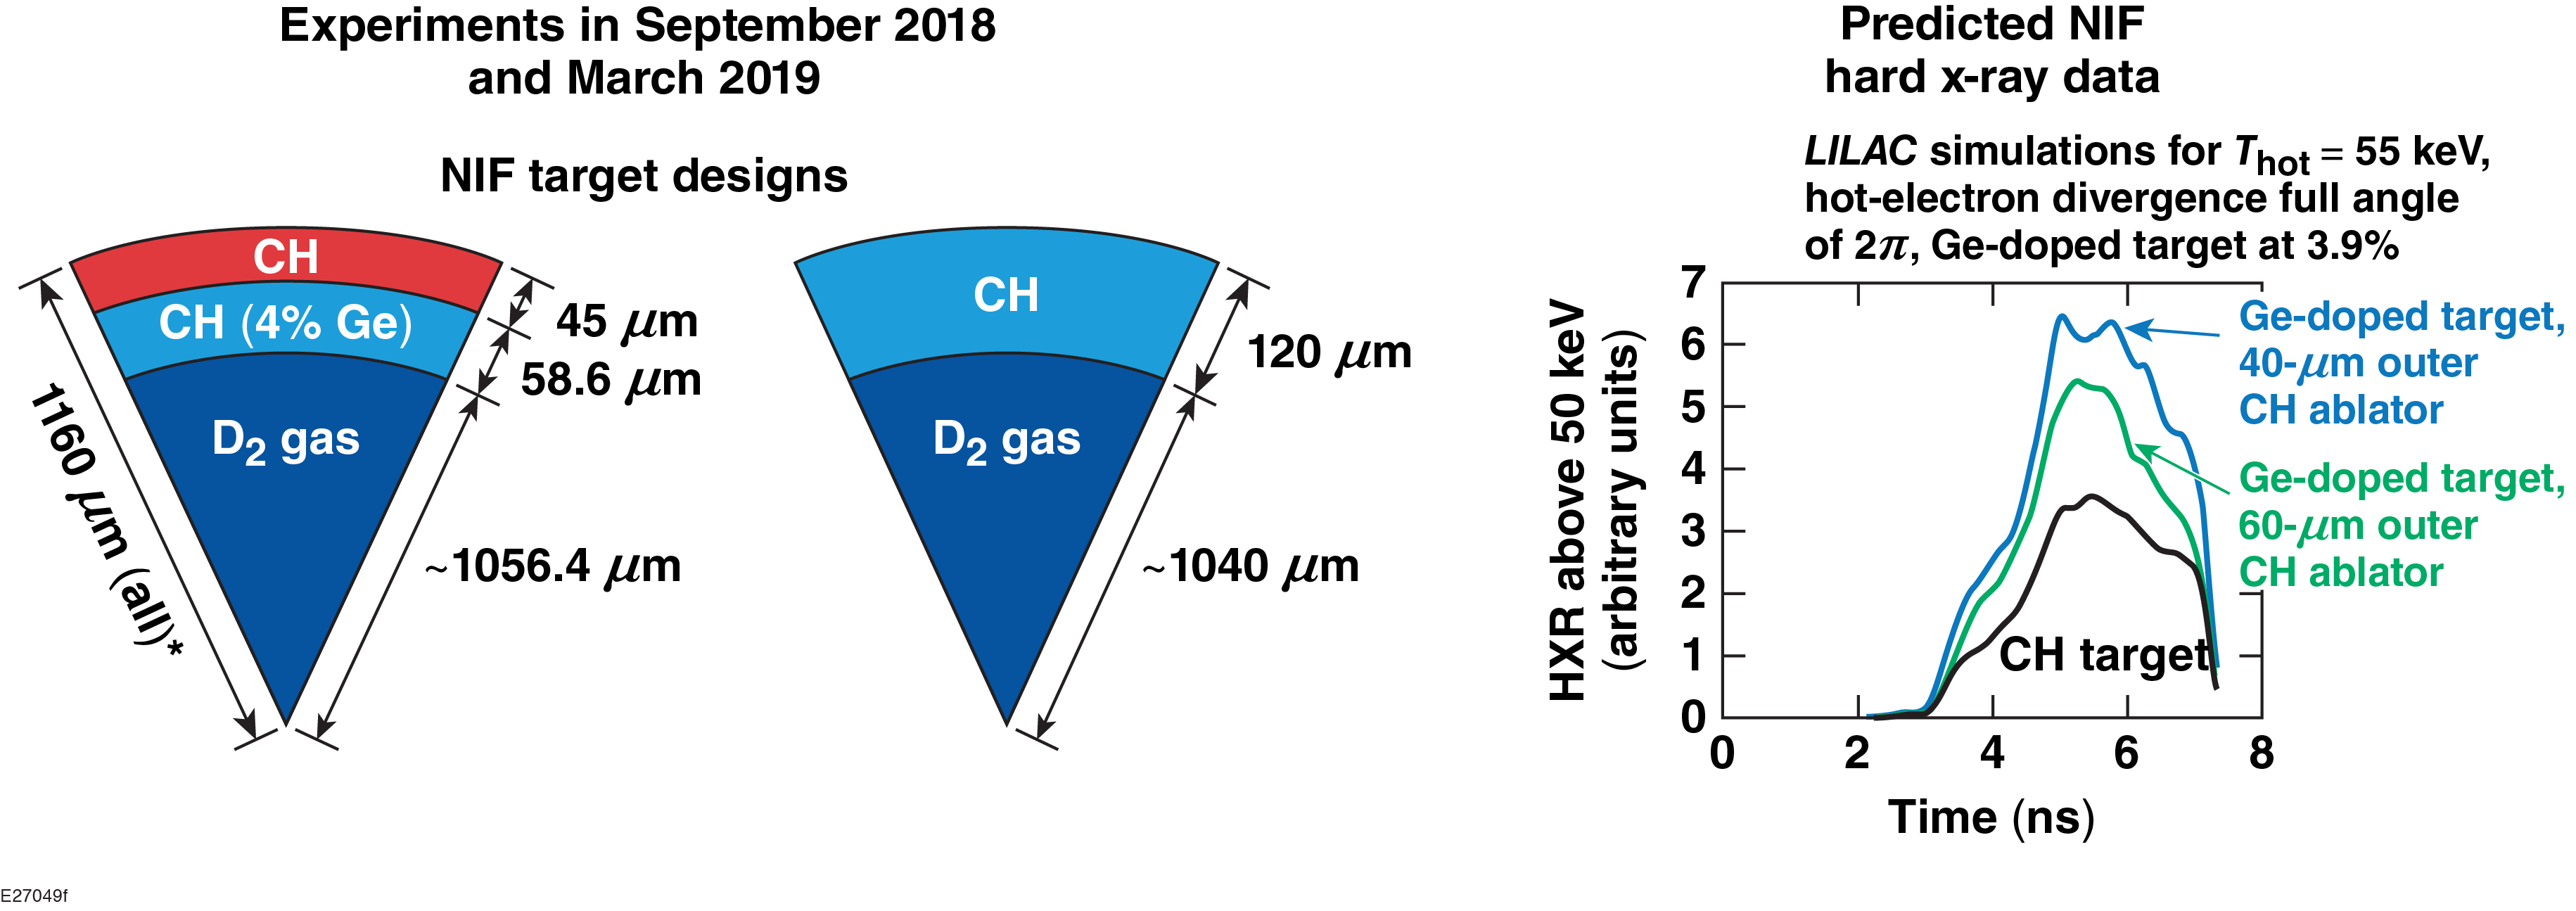 Experiments in September 2018
and March 2019
NIF target designs
CH
CH (4% Ge)
D2 gas
1160 μm (all)*
45 μm
58.6 μm
~1056.4 μm
CH
D2 gas
120 μm
~1040 μm
Predicted NIF
hard x-ray data
LILAC simulations for Thot = 55 keV,
hot-electron divergence full angle
of 2π, Ge-doped target at 3.9%
HXR above 50 keV
(arbitrary units)
7
6
5
4
3
2
1
0
0 2 4 6 8
Time (ns)
Ge-doped target,
40-μm outer
CH ablator
Ge-doped target,
60-μm outer
CH ablator
CH target
E27049f